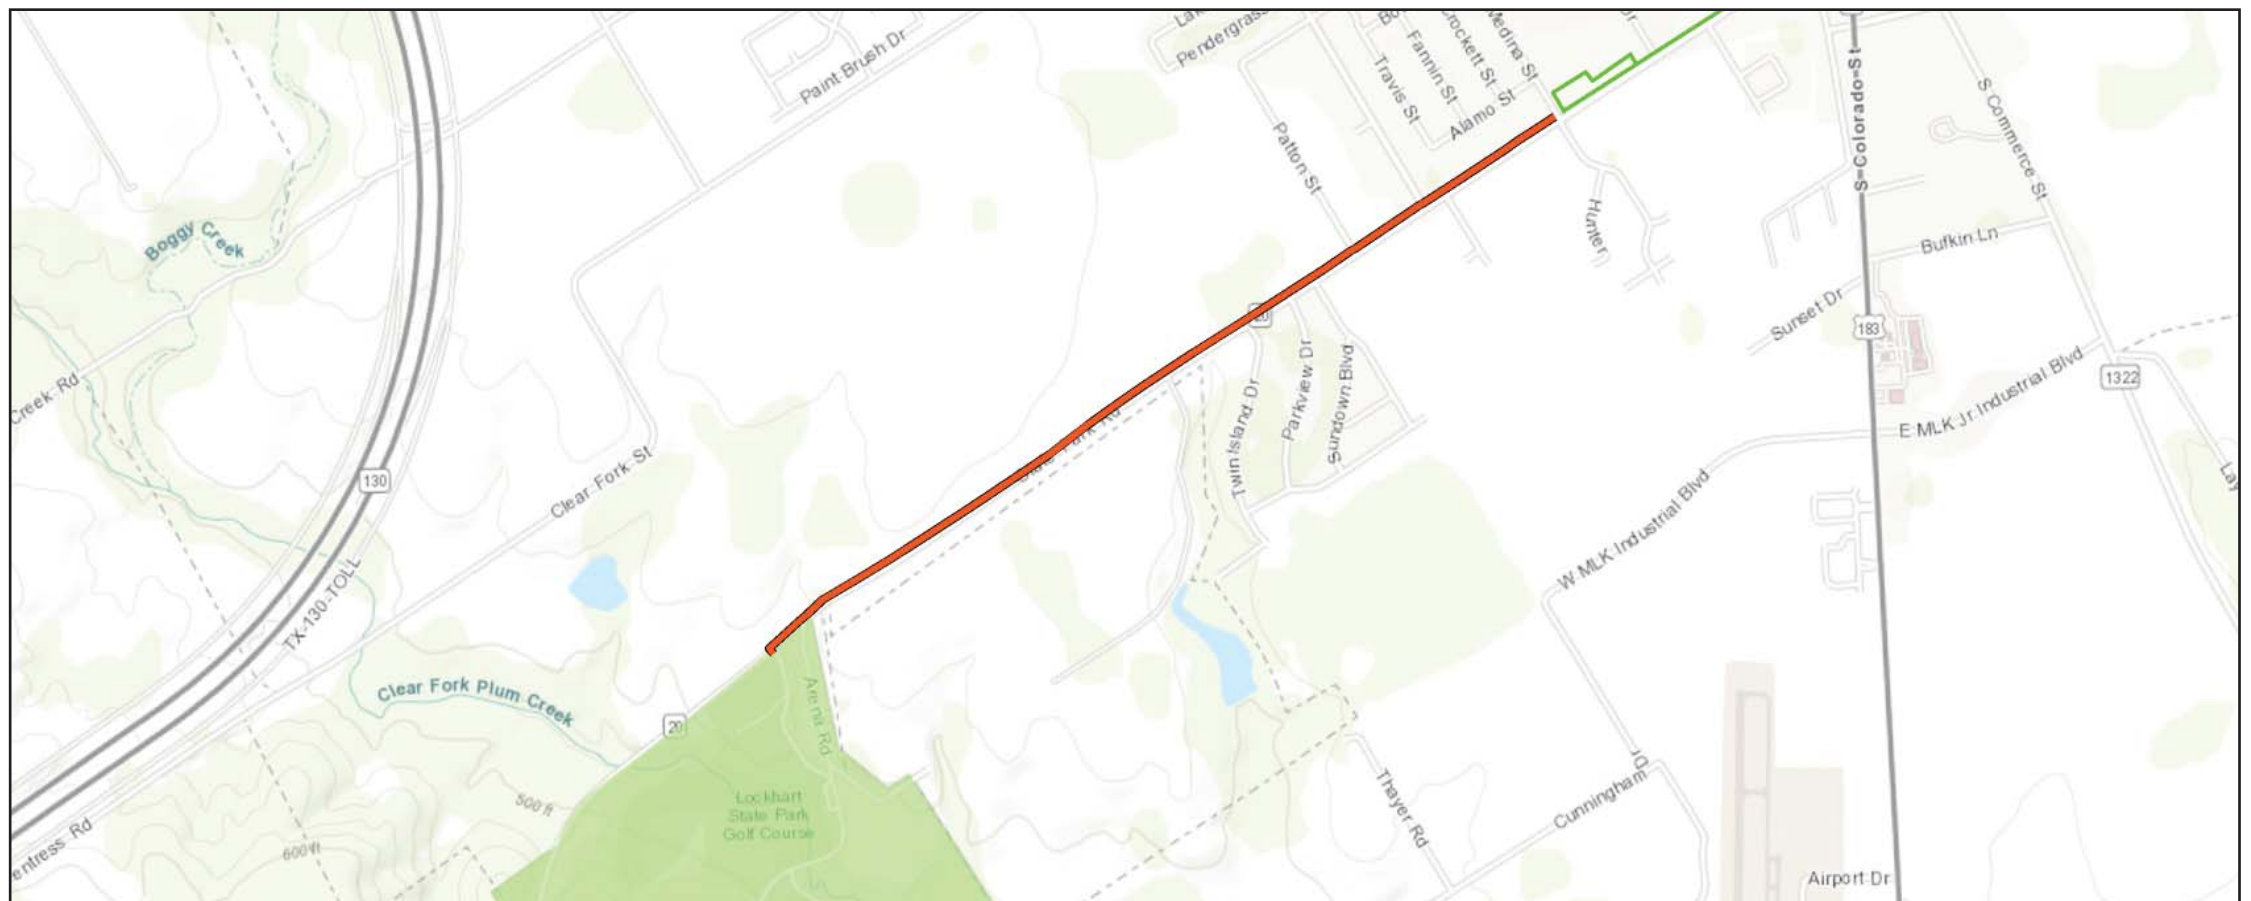 Pendergrass
Paint Brush Dr
Medina St
Crockett St
Fannin St
Travis St
Alamo St
Patton St
S Colorado St
S Commerce St
Hunter
Bufkin Ln
Sunset Dr
183
1322
E MLK Jr Industrial Blvd
W MLK Industrial Blvd
Boggy Creek
Creek Rd
130
TX-130-TOLL
Clear Fork St
Twin Island Dr
Parkview Dr
Sundown Blvd
Clear Fork Plum Creek
20
Arena Rd
Lockhart
State Park
Golf Course
500 ft
600 ft
entress Rd
Thayer Rd
Cunningham
Dr
Airport Dr